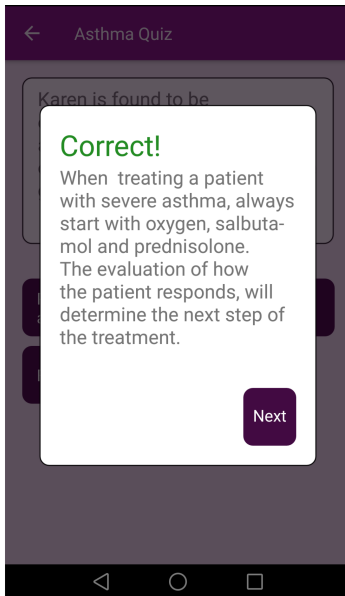 Asthma Quiz
Karen is found to be
Correct!
When  treating a patient
with severe asthma, always
start with oxygen, salbuta-
mol and prednisolone.
The evaluation of how
the patient responds, will
determine the next step of
the treatment.
Next